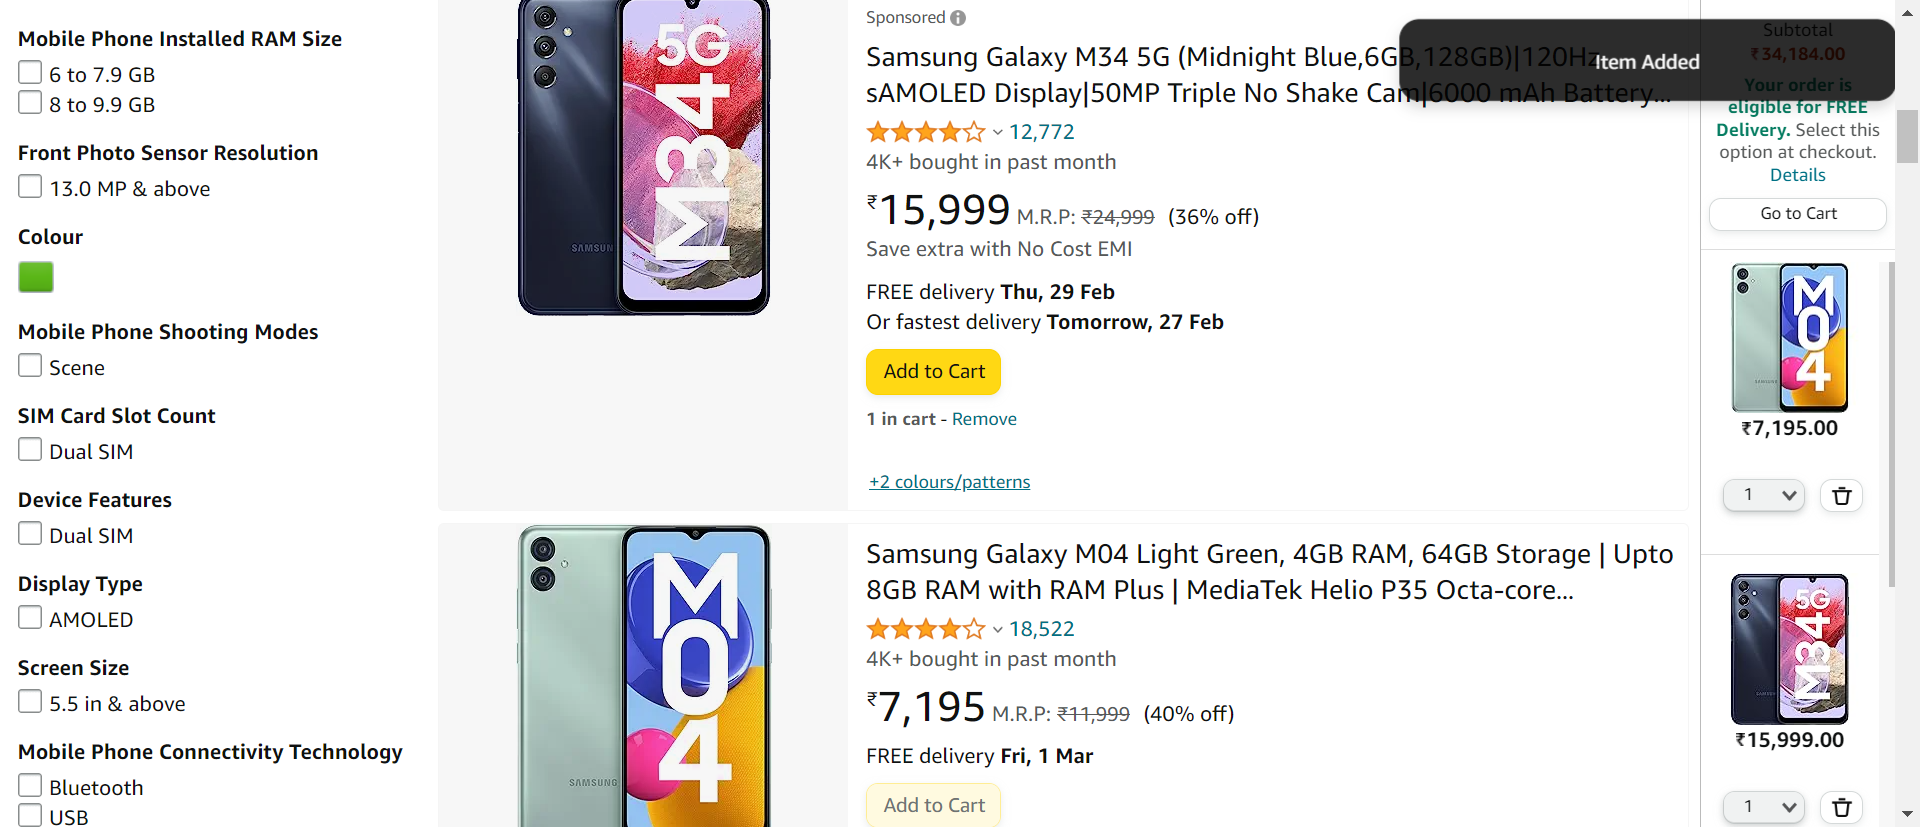 Mobile Phone Installed RAM Size
6 to 7.9 GB
8 to 9.9 GB
Front Photo Sensor Resolution
13.0 MP & above
Colour
Mobile Phone Shooting Modes
Scene
SIM Card Slot Count
Dual SIM
Device Features
Dual SIM
Display Type
AMOLED
Screen Size
5.5 in & above
Mobile Phone Connectivity Technology
Bluetooth
USB
5G
M34
SAMSUN
Sponsored
Samsung Galaxy M34 5G (Midnight Blue,6GB,128GB)|120Hz
sAMOLED Display|50MP Triple No Shake Cam|6000 mAh Battery...
12,772
4K+ bought in past month
₹15,999 M.R.P: ₹24,999 (36% off)
Save extra with No Cost EMI
FREE delivery Thu, 29 Feb
Or fastest delivery Tomorrow, 27 Feb
Add to Cart
1 in cart - Remove
+2 colours/patterns
M04
SAMSUNG
Samsung Galaxy M04 Light Green, 4GB RAM, 64GB Storage | Upto
8GB RAM with RAM Plus | MediaTek Helio P35 Octa-core...
18,522
4K+ bought in past month
₹7,195 M.R.P: ₹11,999 (40% off)
FREE delivery Fri, 1 Mar
Add to Cart
Item Added
Subtotal
₹34,184.00
Your order is
eligible for FREE
Delivery. Select this
option at checkout.
Details
Go to Cart
M04
SAMSUNG
₹7,195.00
1
5G
M34
SAMSUNG
₹15,999.00
1